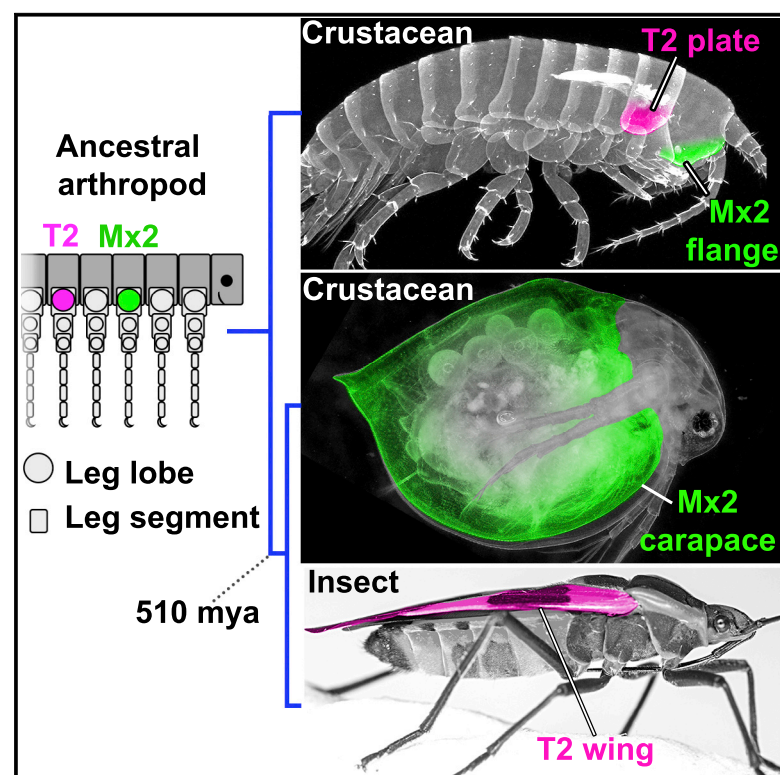 Crustacean
T2 plate
Mx2
flange
Ancestral
arthropod
T2 Mx2
Leg lobe
Leg segment
510 mya
Crustacean
Mx2
carapace
Insect
T2 wing